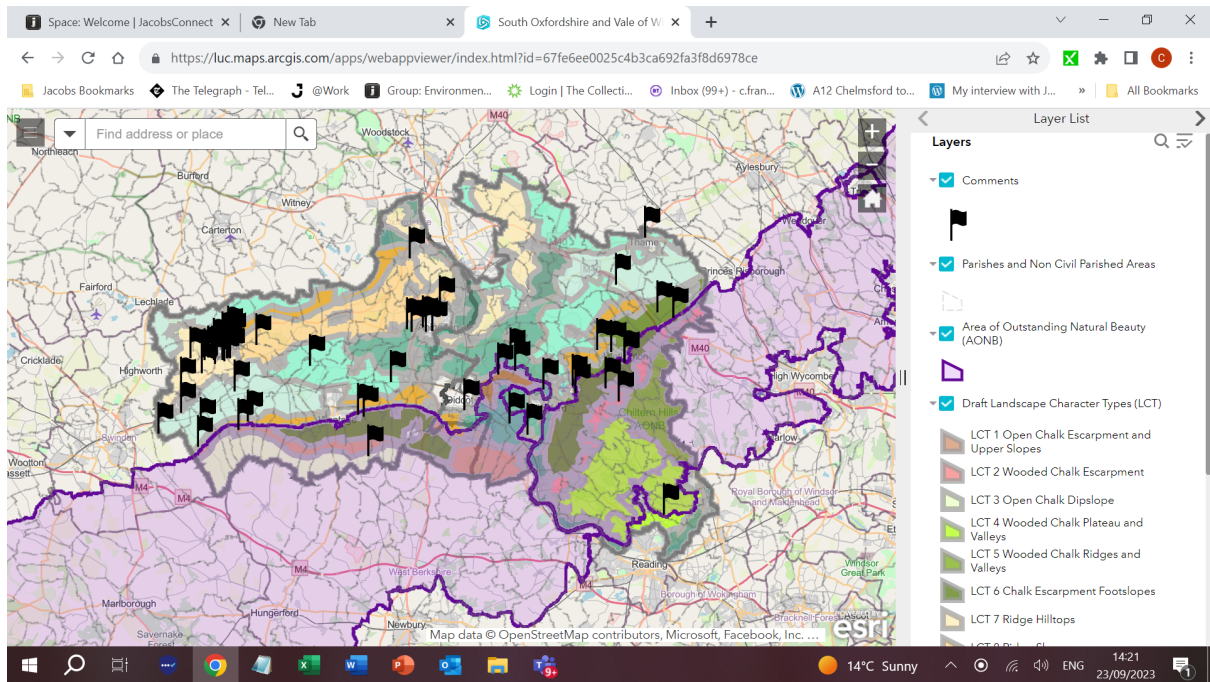 Space: Welcome | JacobsConnect
New Tab
South Oxfordshire and Vale of W
https://luc.maps.arcgis.com/apps/webappviewer/index.html?id=67fe6ee0025c4b3ca692fa3f8d6978ce
Jacobs Bookmarks
The Telegraph - Tel...
@Work
Group: Environmen...
Login | The Collecti...
Inbox (99+) - c.fran...
A12 Chelmsford to...
My interview with J...
»
All Bookmarks
Find address or place
Layer List
Layers
Comments
Parishes and Non Civil Parished Areas
Area of Outstanding Natural Beauty
(AONB)
Draft Landscape Character Types (LCT)
LCT 1 Open Chalk Escarpment and
Upper Slopes
LCT 2 Wooded Chalk Escarpment
LCT 3 Open Chalk Dipslope
LCT 4 Wooded Chalk Plateau and
Valleys
LCT 5 Wooded Chalk Ridges and
Valleys
LCT 6 Chalk Escarpment Footslopes
LCT 7 Ridge Hilltops
M40
Woodstock
Northleach
Burford
Aylesbury
Witney
Carterton
Thame
Princes Risborough
Fairford
Lechlade
Cricklade
Highworth
M40
High Wycombe
M40
Didcot
Chiltern Hills
AONB
Swindon
Wootton
M4
M4
Royal Borough of Windsor
and Maidenhead
Reading
M4
West Berkshire
Windsor
Great Park
M4
Borough of Wokingham
Marlborough
Hungerford
Bracknell Forest
Savernake
Forest
Newbury
Map data © OpenStreetMap contributors, Microsoft, Facebook, Inc. ...
esri
14°C Sunny
ENG
14:21
23/09/2023
9+
1